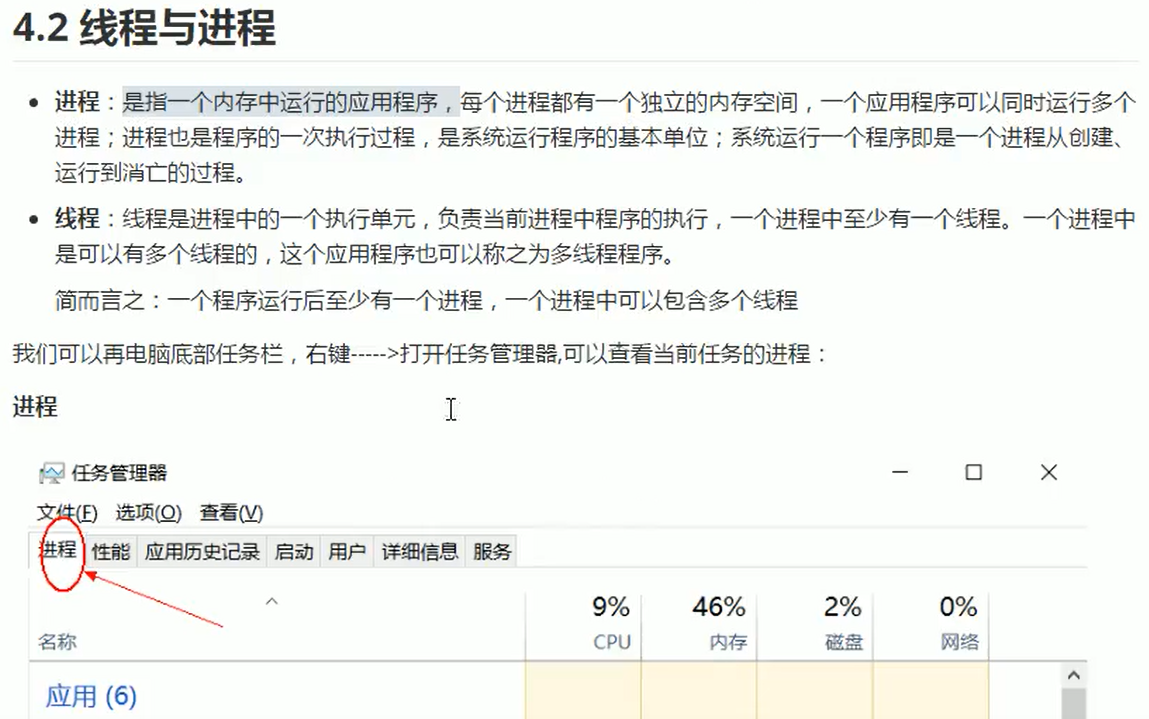 4.2 线程与进程
进程：是指一个内存中运行的应用程序，每个进程都有一个独立的内存空间，一个应用程序可以同时运行多个
进程；进程也是程序的一次执行过程，是系统运行程序的基本单位；系统运行一个程序即是一个进程从创建、
运行到消亡的过程。
线程：线程是进程中的一个执行单元，负责当前进程中程序的执行，一个进程中至少有一个线程。一个进程中
是可以有多个线程的，这个应用程序也可以称之为多线程程序。
简而言之：一个程序运行后至少有一个进程，一个进程中可以包含多个线程
我们可以再电脑底部任务栏，右键----->打开任务管理器,可以查看当前任务的进程：
进程
任务管理器
文件(F) 选项(O) 查看(V)
进程 性能 应用历史记录 启动 用户 详细信息 服务
9% 46% 2% 0%
名称 CPU 内存 磁盘 网络
应用 (6)